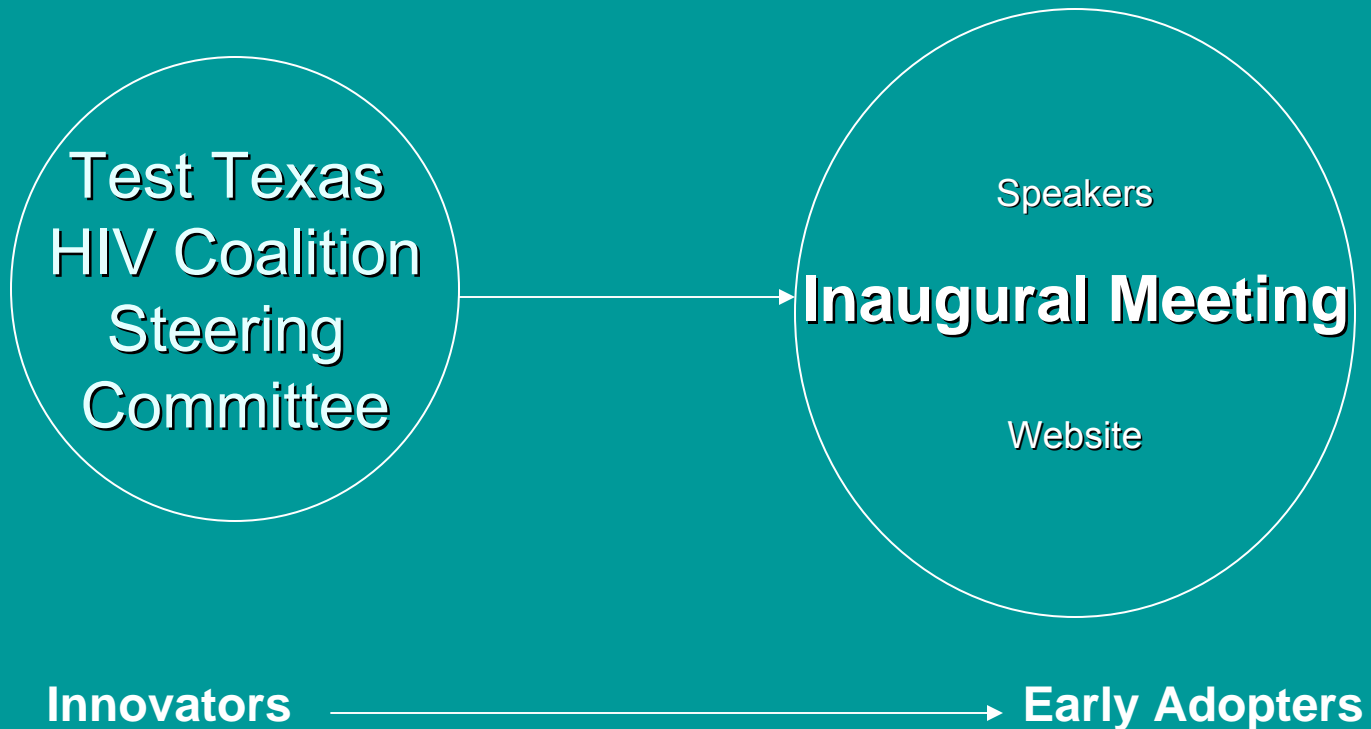 Test Texas
HIV Coalition
Steering
Committee
Speakers
Inaugural Meeting
Website
Innovators
Early Adopters